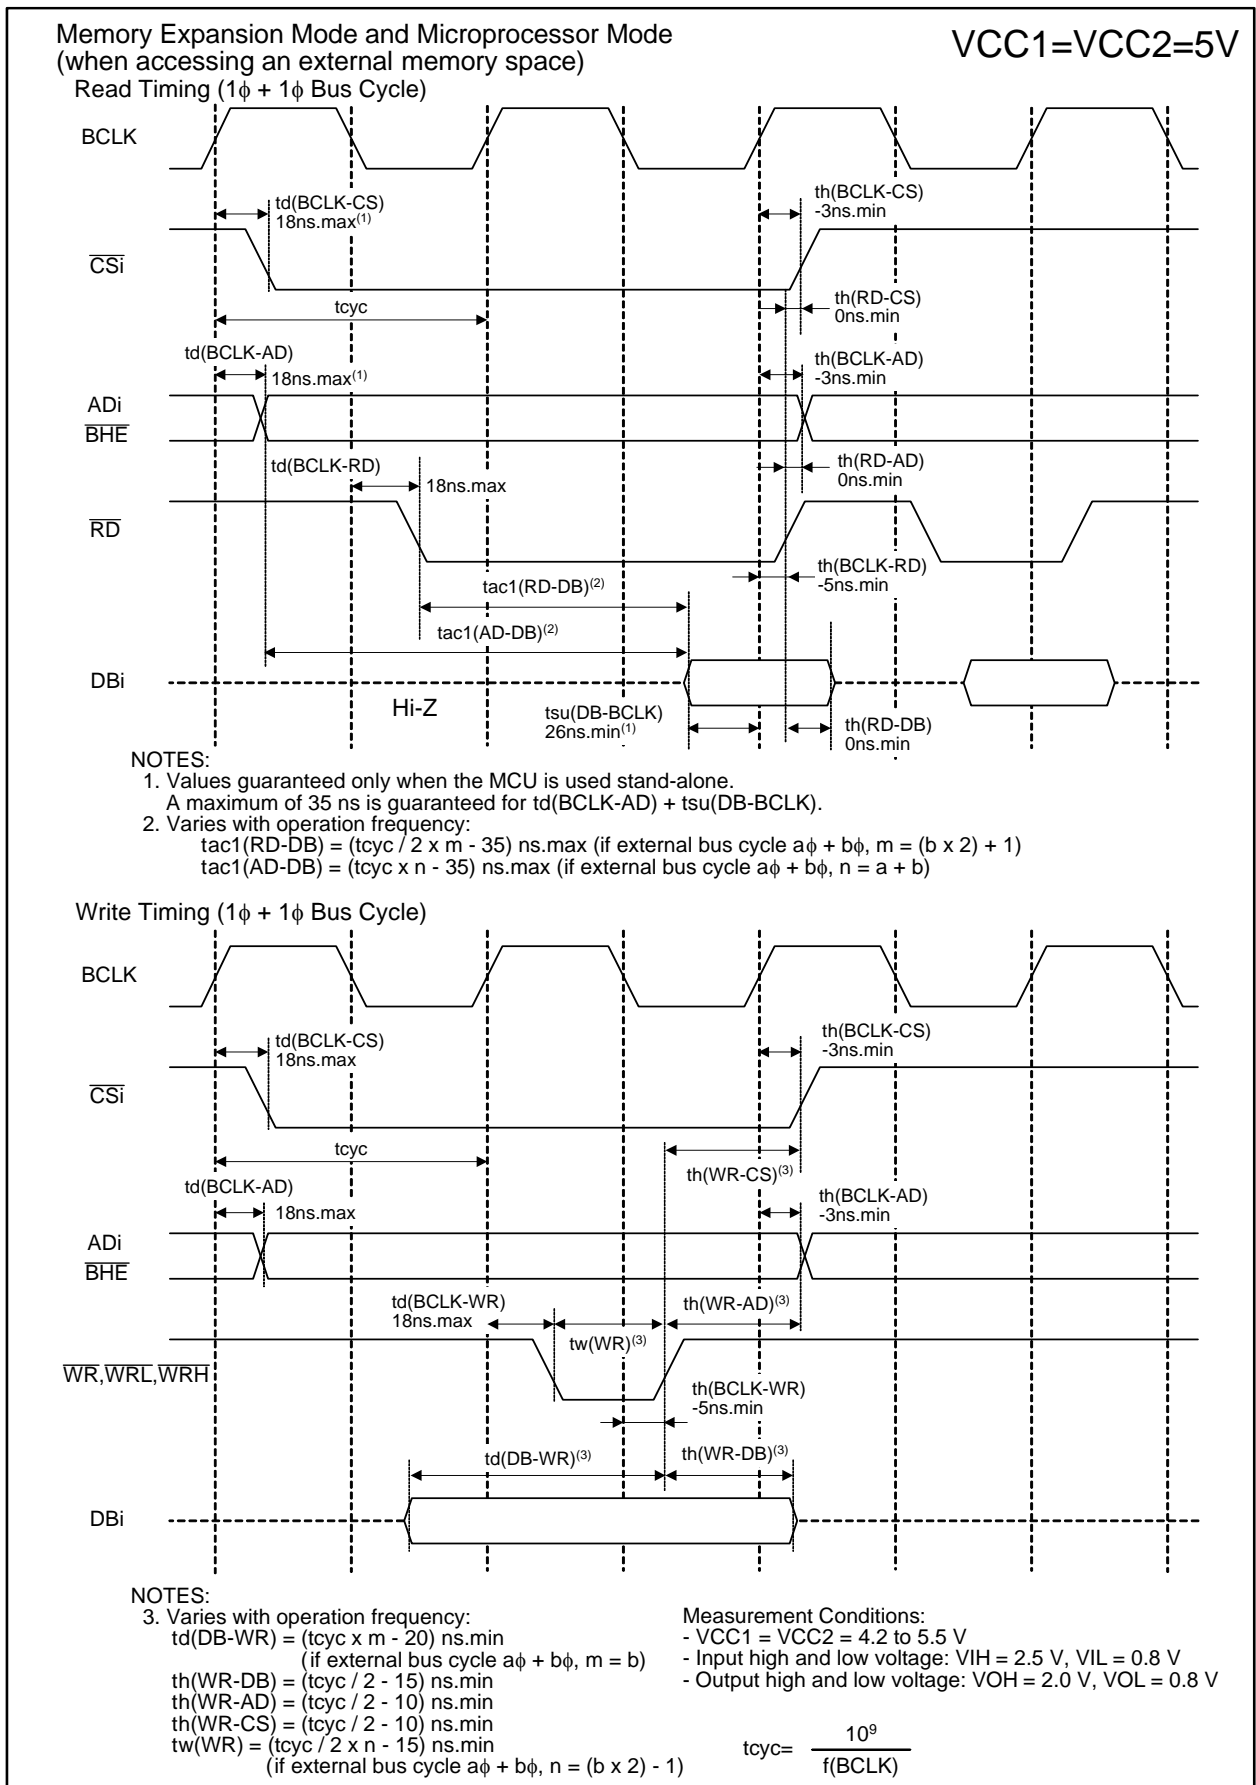 Memory Expansion Mode and Microprocessor Mode
(when accessing an external memory space)
VCC1=VCC2=5V
Read Timing (1ϕ + 1ϕ Bus Cycle)
BCLK
td(BCLK-CS)
18ns.max(1)
th(BCLK-CS)
-3ns.min
CSi
tcyc
th(RD-CS)
0ns.min
td(BCLK-AD)
18ns.max(1)
th(BCLK-AD)
-3ns.min
ADi
BHE
td(BCLK-RD)
18ns.max
th(RD-AD)
0ns.min
RD
th(BCLK-RD)
-5ns.min
tac1(RD-DB)(2)
tac1(AD-DB)(2)
DBi
Hi-Z
tsu(DB-BCLK)
26ns.min(1)
th(RD-DB)
0ns.min
NOTES:
1. Values guaranteed only when the MCU is used stand-alone.
A maximum of 35 ns is guaranteed for td(BCLK-AD) + tsu(DB-BCLK).
2. Varies with operation frequency:
tac1(RD-DB) = (tcyc / 2 x m - 35) ns.max (if external bus cycle aϕ + bϕ, m = (b x 2) + 1)
tac1(AD-DB) = (tcyc x n - 35) ns.max (if external bus cycle aϕ + bϕ, n = a + b)
Write Timing (1ϕ + 1ϕ Bus Cycle)
BCLK
td(BCLK-CS)
18ns.max
th(BCLK-CS)
-3ns.min
CSi
tcyc
th(WR-CS)(3)
td(BCLK-AD)
18ns.max
th(BCLK-AD)
-3ns.min
ADi
BHE
td(BCLK-WR)
18ns.max
tw(WR)(3)
th(WR-AD)(3)
WR,WRL,WRH
th(BCLK-WR)
-5ns.min
td(DB-WR)(3)
th(WR-DB)(3)
DBi
NOTES:
3. Varies with operation frequency:
td(DB-WR) = (tcyc x m - 20) ns.min
(if external bus cycle aϕ + bϕ, m = b)
th(WR-DB) = (tcyc / 2 - 15) ns.min
th(WR-AD) = (tcyc / 2 - 10) ns.min
th(WR-CS) = (tcyc / 2 - 10) ns.min
tw(WR) = (tcyc / 2 x n - 15) ns.min
(if external bus cycle aϕ + bϕ, n = (b x 2) - 1)
Measurement Conditions:
- VCC1 = VCC2 = 4.2 to 5.5 V
- Input high and low voltage: VIH = 2.5 V, VIL = 0.8 V
- Output high and low voltage: VOH = 2.0 V, VOL = 0.8 V
tcyc= 10⁹
f(BCLK)